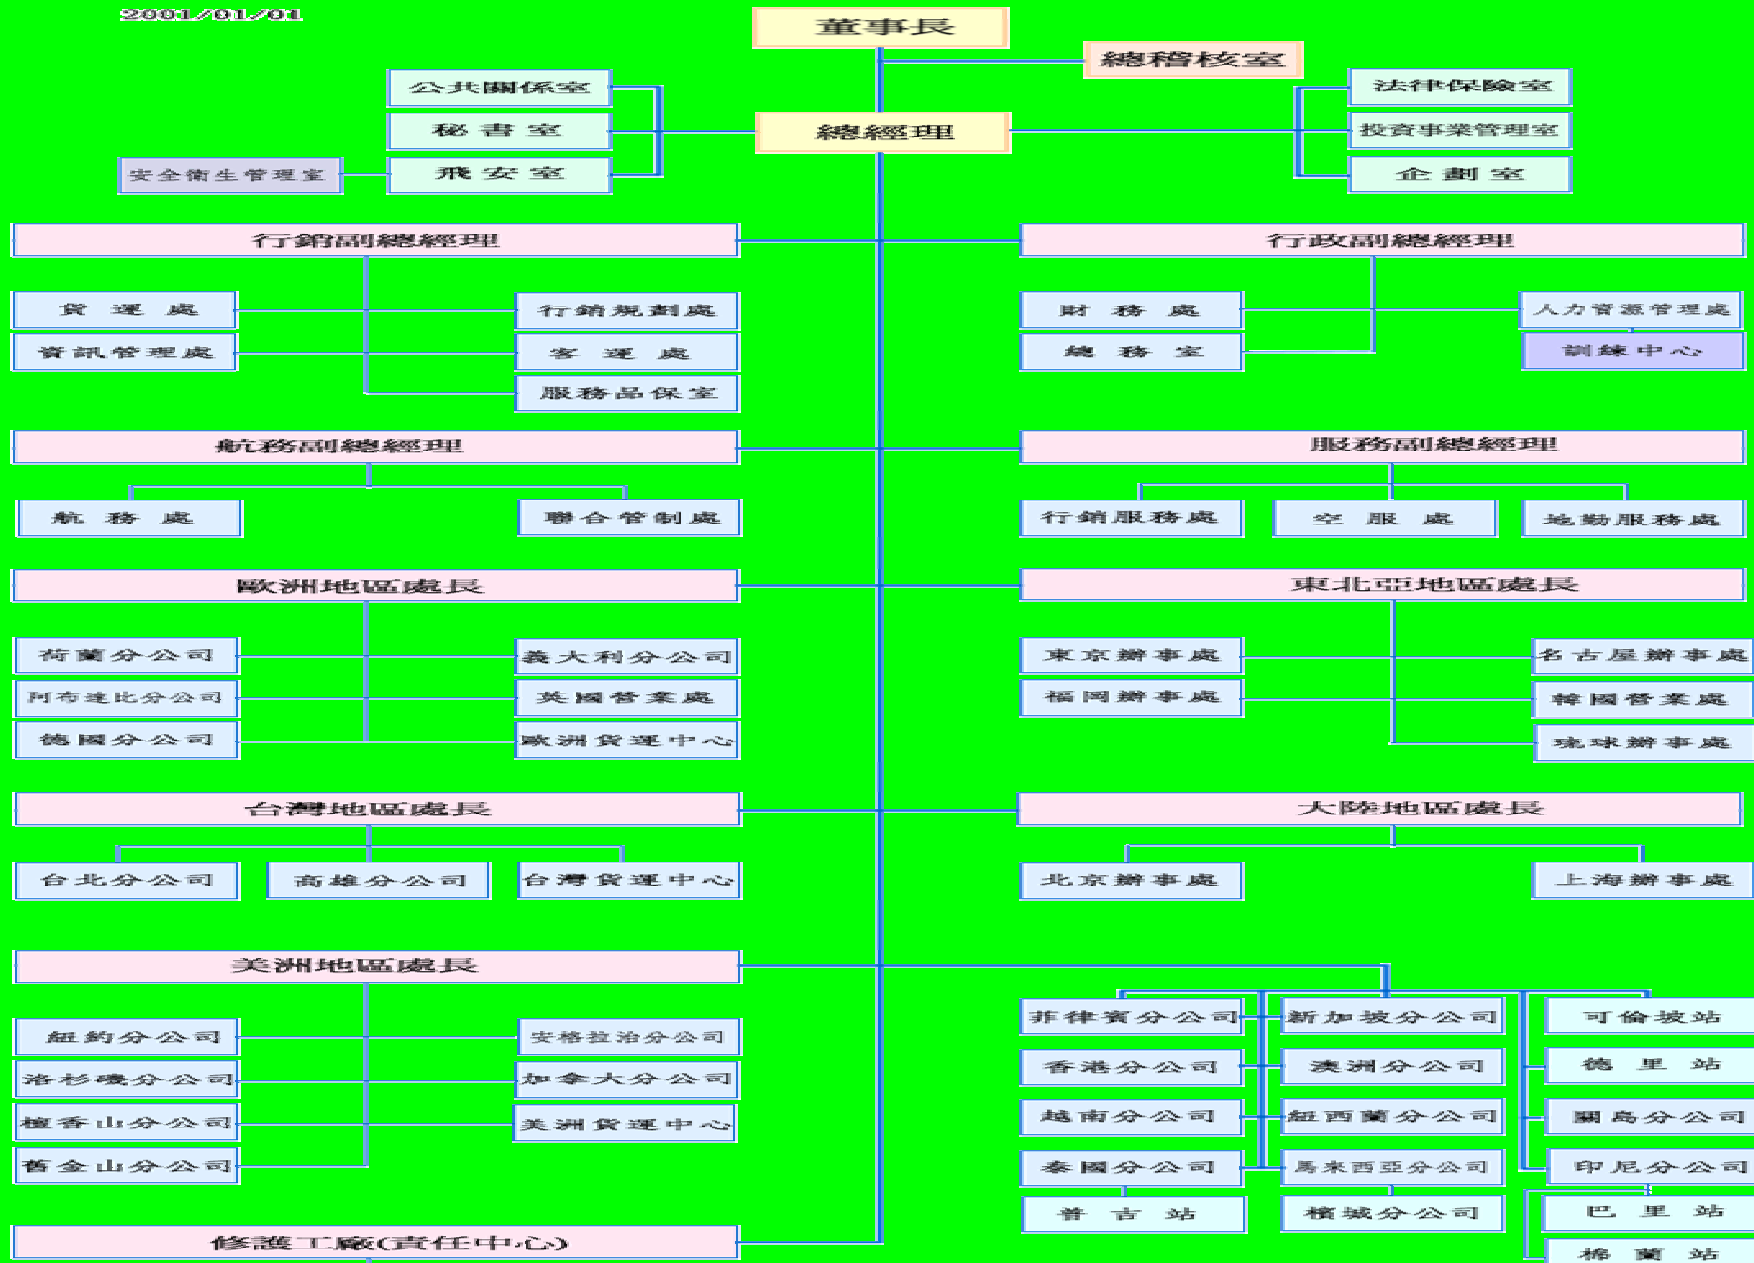 2001/01/01
董事長
總稽核室
公共關係室
法律保險室
秘書室
總經理
投資事業管理室
安全衛生管理室
飛安室
企劃室
行銷副總經理
行政副總經理
貨運處
行銷規劃處
財務處
人力資源管理處
資訊管理處
客運處
總務室
訓練中心
服務品保室
航務副總經理
服務副總經理
航務處
聯合管制處
行銷服務處
空服處
地勤服務處
歐洲地區處長
東北亞地區處長
荷蘭分公司
義大利分公司
東京辦事處
名古屋辦事處
阿布達比分公司
英國營業處
福岡辦事處
韓國營業處
德國分公司
歐洲貨運中心
琉球辦事處
台灣地區處長
大陸地區處長
台北分公司
高雄分公司
台灣貨運中心
北京辦事處
上海辦事處
美洲地區處長
菲律賓分公司
新加坡分公司
可倫坡站
紐約分公司
安格拉治分公司
香港分公司
澳洲分公司
德里站
洛杉磯分公司
加拿大分公司
越南分公司
紐西蘭分公司
關島分公司
檀香山分公司
美洲貨運中心
泰國分公司
馬來西亞分公司
印尼分公司
舊金山分公司
普吉站
檳城分公司
巴里站
修護工廠(責任中心)
棉蘭站